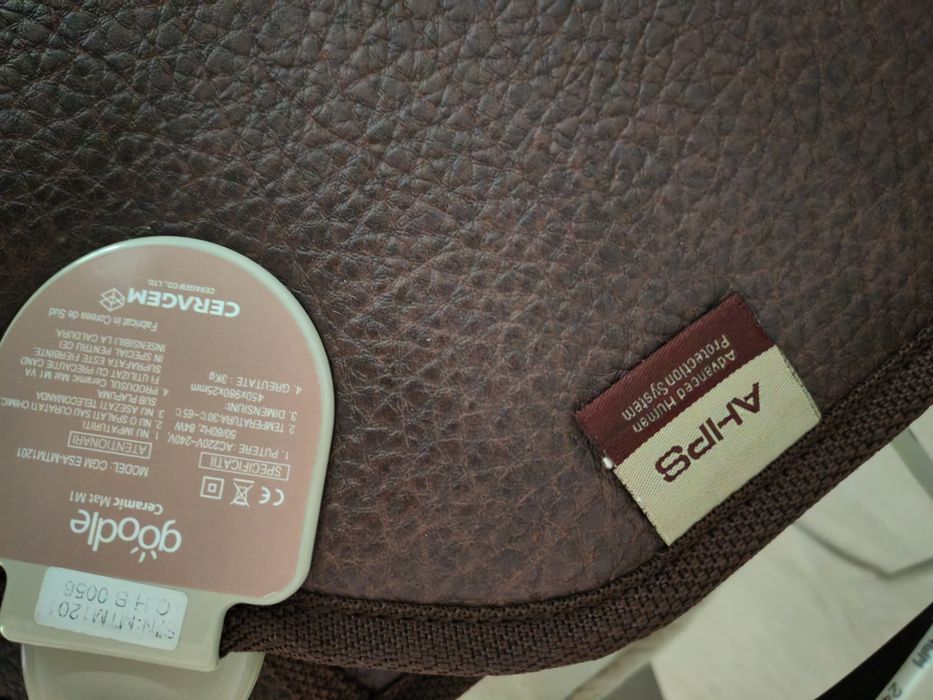 goodle
Ceramic Mat M1
MODEL: CGM ESA-MTM1201
SPECIFICATII
1. PUTERE: AC220V~240V,
50/60Hz, 84W
2. TEMPERATURA:30°C~65°C
3. DIMENSIUNI:
450x980x25mm
4. GREUTATE : 3Kg
ATENTIONARI
1. NU IMPATURITI.
2. NU O SPALATI SAU CURATATI CHIMIC.
3 NU ASEZATI TELECOMANDA
SUB PLAPUMA
4. PRODUSUL Ceramic Mat M1 VA
FI UTILIZAT CU PRECAUTIE CAND
SUPRAFATA ESTE FIERBINTE,
IN SPECIAL PENTRU CEI
INSENSIBILI LA CALDURA.
Fabricat in Coreea de Sud
CERAGEM
CERAGEM CO., LTD.
S/N:MTM1201
C H B 0056
AHPS
Advanced Human
Protection System